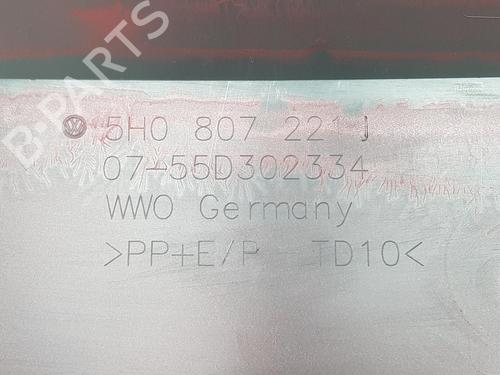 B-PARTS
5H0 807 221 J
07-55D302334
WWO Germany
>PP+E/P TD10<